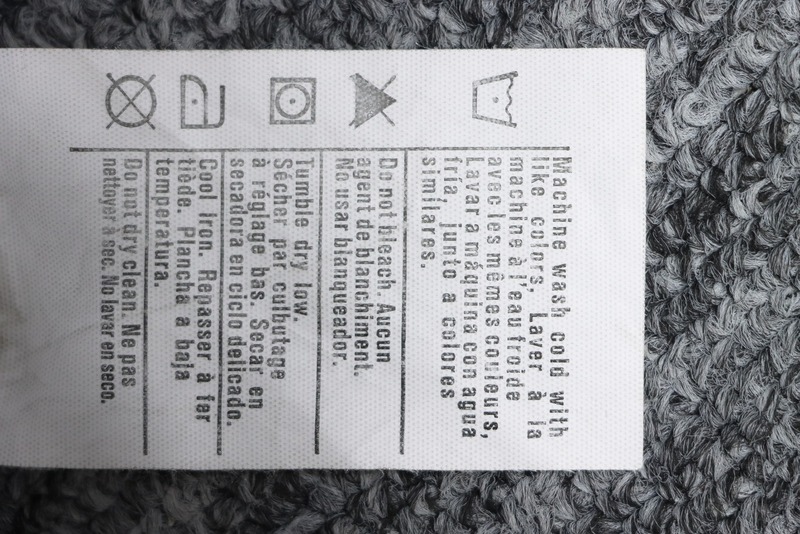 Machine wash cold with
like colors, Laver à la
machine à l'eau froide
avec les mêmes couleurs,
Lavar a máquina con agua
fría, junto a colores
similares.
Do not bleach. Aucun
agent de blanchiment.
No usar blanqueador.
Tumble dry low.
Sécher par culbutage
à réglage bas. Secar en
secadora en ciclo delicado.
Cool Iron. Repasser à fer
tiède. Plancha a baja
temperatura.
Do not dry clean. Ne pas
nettoyer à sec. No lavar en seco.